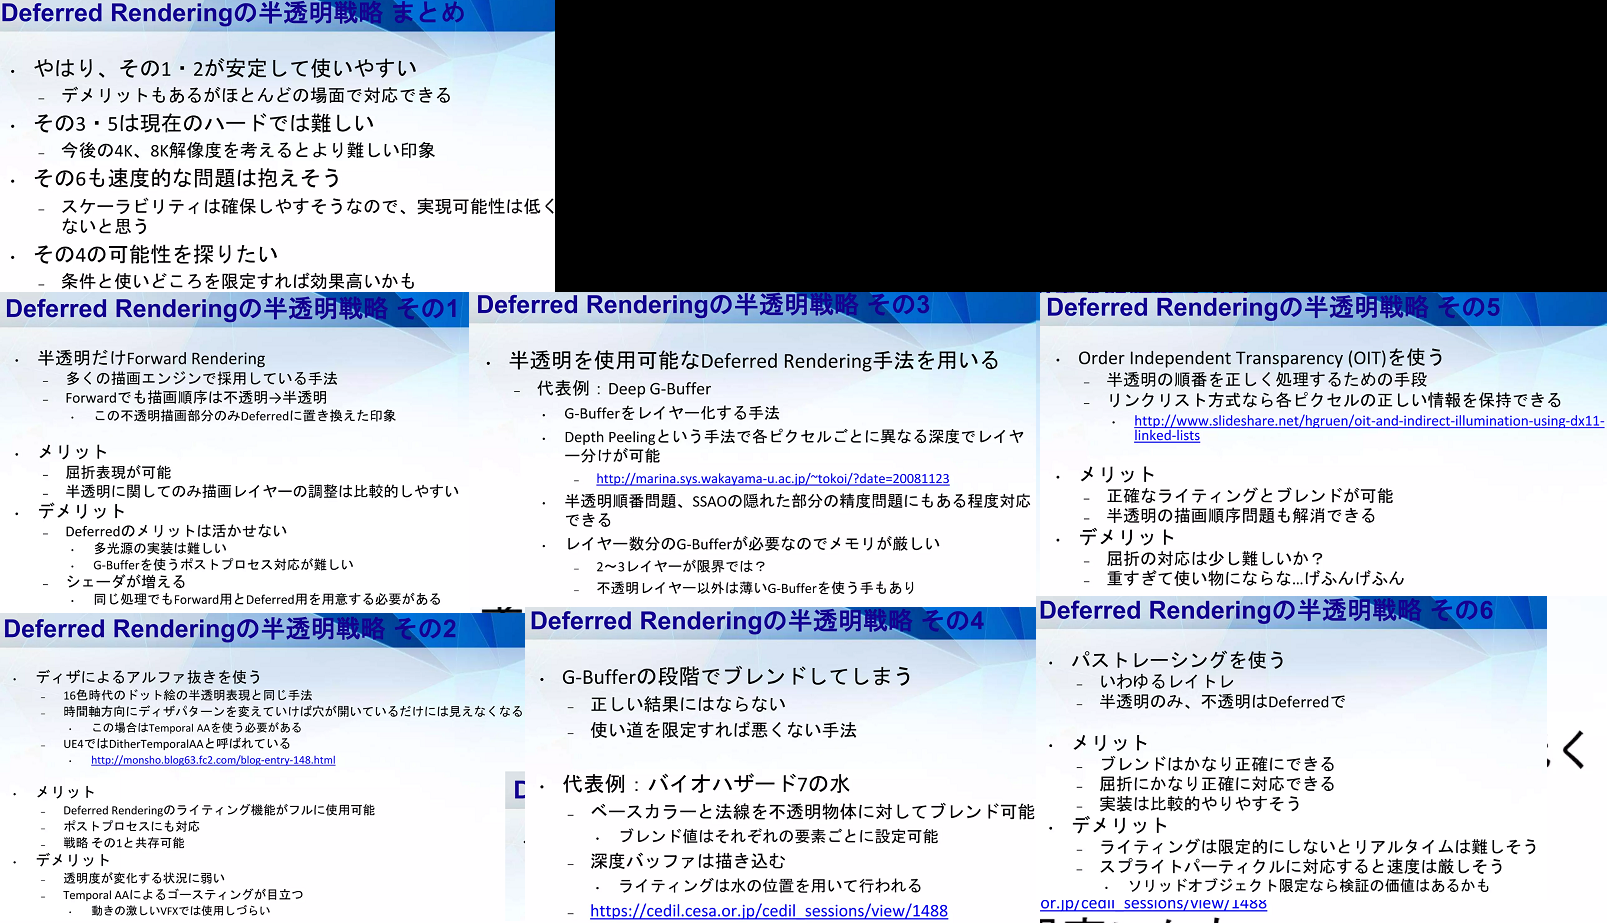 Deferred Renderingの半透明戦略 まとめ
・ やはり、その1・2が安定して使いやすい
– デメリットもあるがほとんどの場面で対応できる
・ その3・5は現在のハードでは難しい
– 今後の4K、8K解像度を考えるとより難しい印象
・ その6も速度的な問題は抱えそう
– スケーラビリティは確保しやすそうなので、実現可能性は低く
ないと思う
・ その4の可能性を探りたい
– 条件と使いどころを限定すれば効果高いかも
Deferred Renderingの半透明戦略 その1
・ 半透明だけForward Rendering
– 多くの描画エンジンで採用している手法
– Forwardでも描画順序は不透明→半透明
・ この不透明描画部分のみDeferredに置き換えた印象
・ メリット
– 屈折表現が可能
– 半透明に関してのみ描画レイヤーの調整は比較的しやすい
・ デメリット
– Deferredのメリットは活かせない
・ 多光源の実装は難しい
・ G-Bufferを使うポストプロセス対応が難しい
– シェーダが増える
・ 同じ処理でもForward用とDeferred用を用意する必要がある
Deferred Renderingの半透明戦略 その2
・ ディザによるアルファ抜きを使う
– 16色時代のドット絵の半透明表現と同じ手法
– 時間軸方向にディザパターンを変えていけば穴が開いているだけには見えなくなる
・ この場合はTemporal AAを使う必要がある
– UE4ではDitherTemporalAAと呼ばれている
・ http://monsho.blog63.fc2.com/blog-entry-148.html
・ メリット
– Deferred Renderingのライティング機能がフルに使用可能
– ポストプロセスにも対応
– 戦略 その1と共存可能
・ デメリット
– 透明度が変化する状況に弱い
– Temporal AAによるゴースティングが目立つ
・ 動きの激しいVFXでは使用しづらい
Deferred Renderingの半透明戦略 その3
・ 半透明を使用可能なDeferred Rendering手法を用いる
– 代表例：Deep G-Buffer
・ G-Bufferをレイヤー化する手法
・ Depth Peelingという手法で各ピクセルごとに異なる深度でレイヤ
ー分けが可能
– http://marina.sys.wakayama-u.ac.jp/~tokoi/?date=20081123
・ 半透明順番問題、SSAOの隠れた部分の精度問題にもある程度対応
できる
・ レイヤー数分のG-Bufferが必要なのでメモリが厳しい
– 2～3レイヤーが限界では？
– 不透明レイヤー以外は薄いG-Bufferを使う手もあり
Deferred Renderingの半透明戦略 その4
・ G-Bufferの段階でブレンドしてしまう
– 正しい結果にはならない
– 使い道を限定すれば悪くない手法
・ 代表例：バイオハザード7の水
– ベースカラーと法線を不透明物体に対してブレンド可能
・ ブレンド値はそれぞれの要素ごとに設定可能
– 深度バッファは描き込む
・ ライティングは水の位置を用いて行われる
– https://cedil.cesa.or.jp/cedil_sessions/view/1488
Deferred Renderingの半透明戦略 その5
・ Order Independent Transparency (OIT)を使う
– 半透明の順番を正しく処理するための手段
– リンクリスト方式なら各ピクセルの正しい情報を保持できる
・ http://www.slideshare.net/hgruen/oit-and-indirect-illumination-using-dx11-
linked-lists
・ メリット
– 正確なライティングとブレンドが可能
– 半透明の描画順序問題も解消できる
・ デメリット
– 屈折の対応は少し難しいか？
– 重すぎて使い物にならな…げふんげふん
Deferred Renderingの半透明戦略 その6
・ パストレーシングを使う
– いわゆるレイトレ
– 半透明のみ、不透明はDeferredで
・ メリット
– ブレンドはかなり正確にできる
– 屈折にかなり正確に対応できる
– 実装は比較的やりやすそう
・ デメリット
– ライティングは限定的にしないとリアルタイムは難しそう
– スプライトパーティクルに対応すると速度は厳しそう
・ ソリッドオブジェクト限定なら検証の価値はあるかも
or.jp/cedil_sessions/view/1488
く